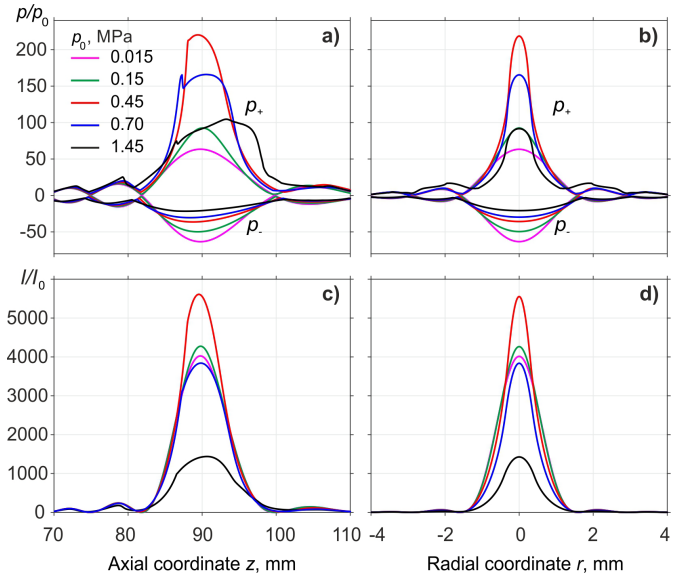 p/p₀
a)
b)
p₀, MPa
0.015
0.15
0.45
0.70
1.45
200
150
100
50
0
-50
p₊
p₋
p₊
p₋
I/I₀
c)
d)
5000
4000
3000
2000
1000
0
70 80 90 100 110
-4 -2 0 2 4
Axial coordinate z, mm
Radial coordinate r, mm